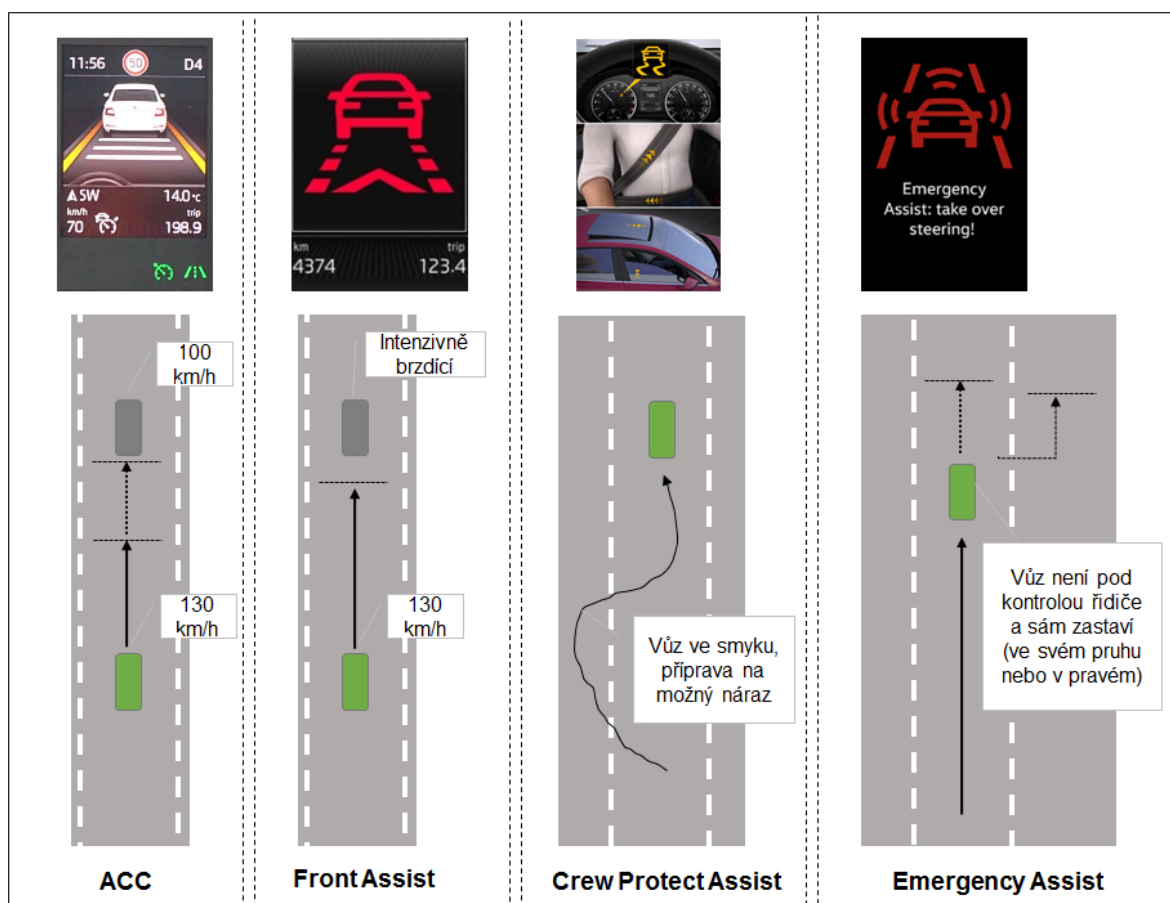 11:56
50
D4
SW
14.0 °C
km/h
trip
70
198.9
km
trip
4374
123.4
Emergency
Assist: take over
steering!
100
km/h
130
km/h
Intenzivně
brzdící
130
km/h
Vůz ve smyku,
příprava na
možný náraz
Vůz není pod
kontrolou řidiče
a sám zastaví
(ve svém pruhu
nebo v pravém)
ACC
Front Assist
Crew Protect Assist
Emergency Assist